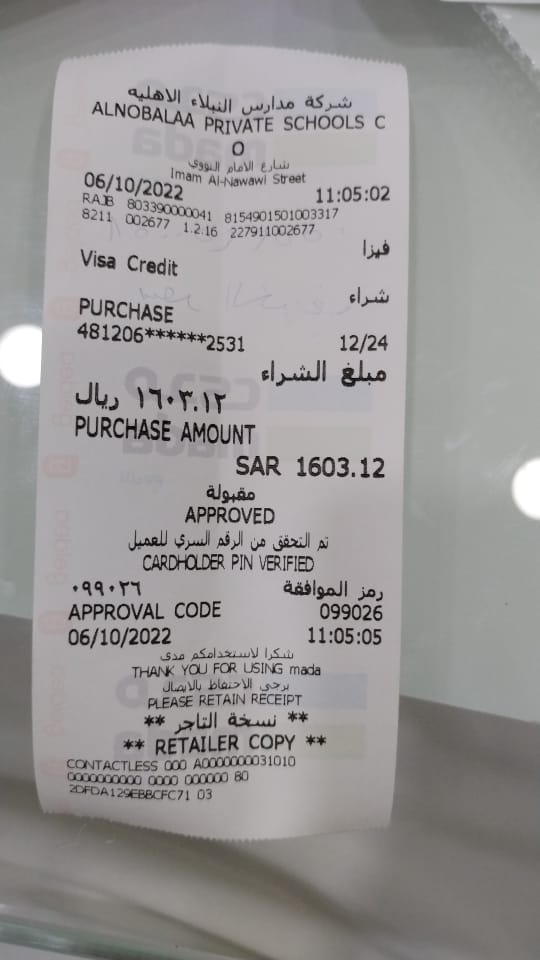 شركة مدارس النبلاء الاهليه
ALNOBALAA PRIVATE SCHOOLS C
O
شارع الامام النووي
Imam Al-Nawawi Street
06/10/2022 11:05:02
RAJB 803390000041 8154901501003317
8211 002677 1.2.16 227911002677
فيزا
Visa Credit
شراء
PURCHASE
481206******2531 12/24
مبلغ الشراء
١٦٠٣.١٢ ريال
PURCHASE AMOUNT
SAR 1603.12
مقبولة
APPROVED
تم التحقق من الرقم السري للعميل
CARDHOLDER PIN VERIFIED
رمز الموافقة ٠٩٩٠٢٦
APPROVAL CODE 099026
06/10/2022 11:05:05
شكرا لاستخدامكم مدى
THANK YOU FOR USING mada
يرجى الاحتفاظ بالايصال
PLEASE RETAIN RECEIPT
** نسخة التاجر **
** RETAILER COPY **
CONTACTLESS 000 A0000000031010
0000000000 0000 000000 80
2DFDA129EBBCFC71 03